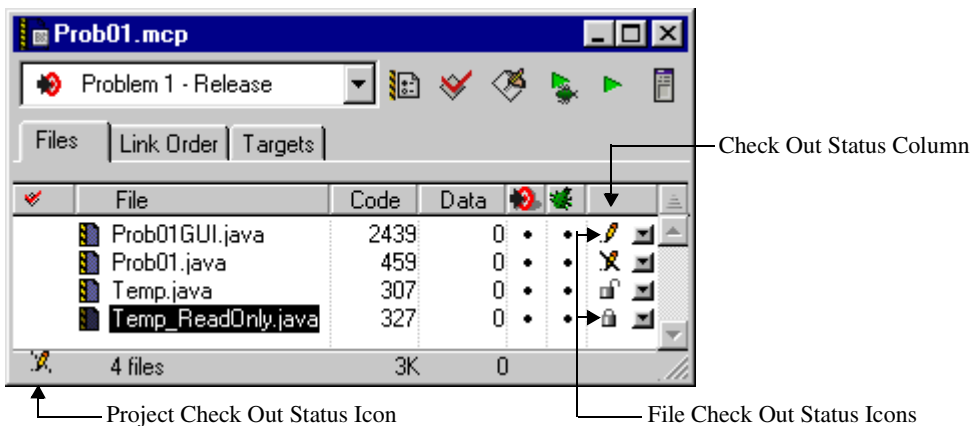 Prob01.mcp
Problem 1 - Release
Files Link Order Targets
Check Out Status Column
File Code Data
Prob01GUI.java 2439 0
Prob01.java 459 0
Temp.java 307 0
Temp_ReadOnly.java 327 0
4 files 3K 0
Project Check Out Status Icon
File Check Out Status Icons